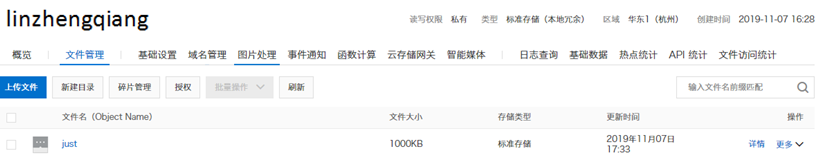 linzhengqiang
读写权限 私有 类型 标准存储（本地冗余） 区域 华东1（杭州） 创建时间 2019-11-07 16:28
概览 文件管理 基础设置 域名管理 图片处理 事件通知 函数计算 云存储网关 智能媒体 日志查询 基础数据 热点统计 API 统计 文件访问统计
上传文件 新建目录 碎片管理 授权 批量操作 刷新 输入文件名前缀匹配
文件名（Object Name） 文件大小 存储类型 更新时间 操作
just 1000KB 标准存储 2019年11月07日 详情 更多
17:33